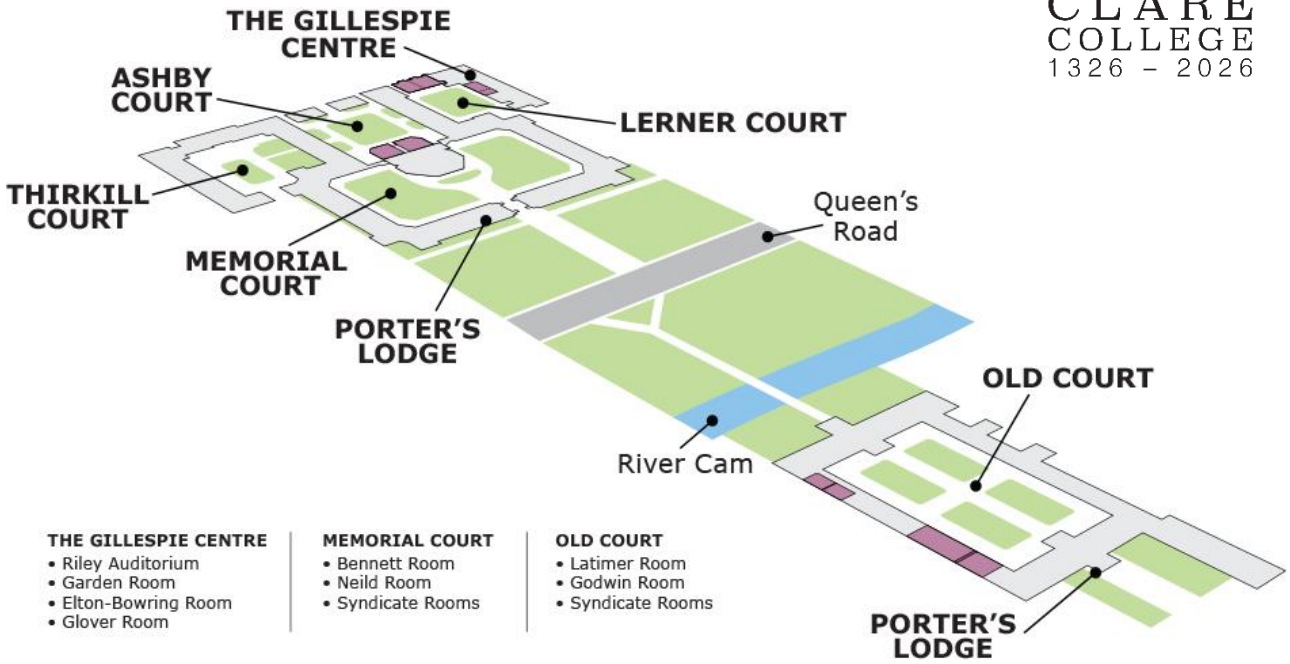 CLARE
COLLEGE
1326 – 2026
THE GILLESPIE
CENTRE
ASHBY
COURT
LERNER COURT
THIRKILL
COURT
Queen's
Road
MEMORIAL
COURT
PORTER'S
LODGE
OLD COURT
River Cam
THE GILLESPIE CENTRE
• Riley Auditorium
• Garden Room
• Elton-Bowring Room
• Glover Room
MEMORIAL COURT
• Bennett Room
• Neild Room
• Syndicate Rooms
OLD COURT
• Latimer Room
• Godwin Room
• Syndicate Rooms
PORTER'S
LODGE